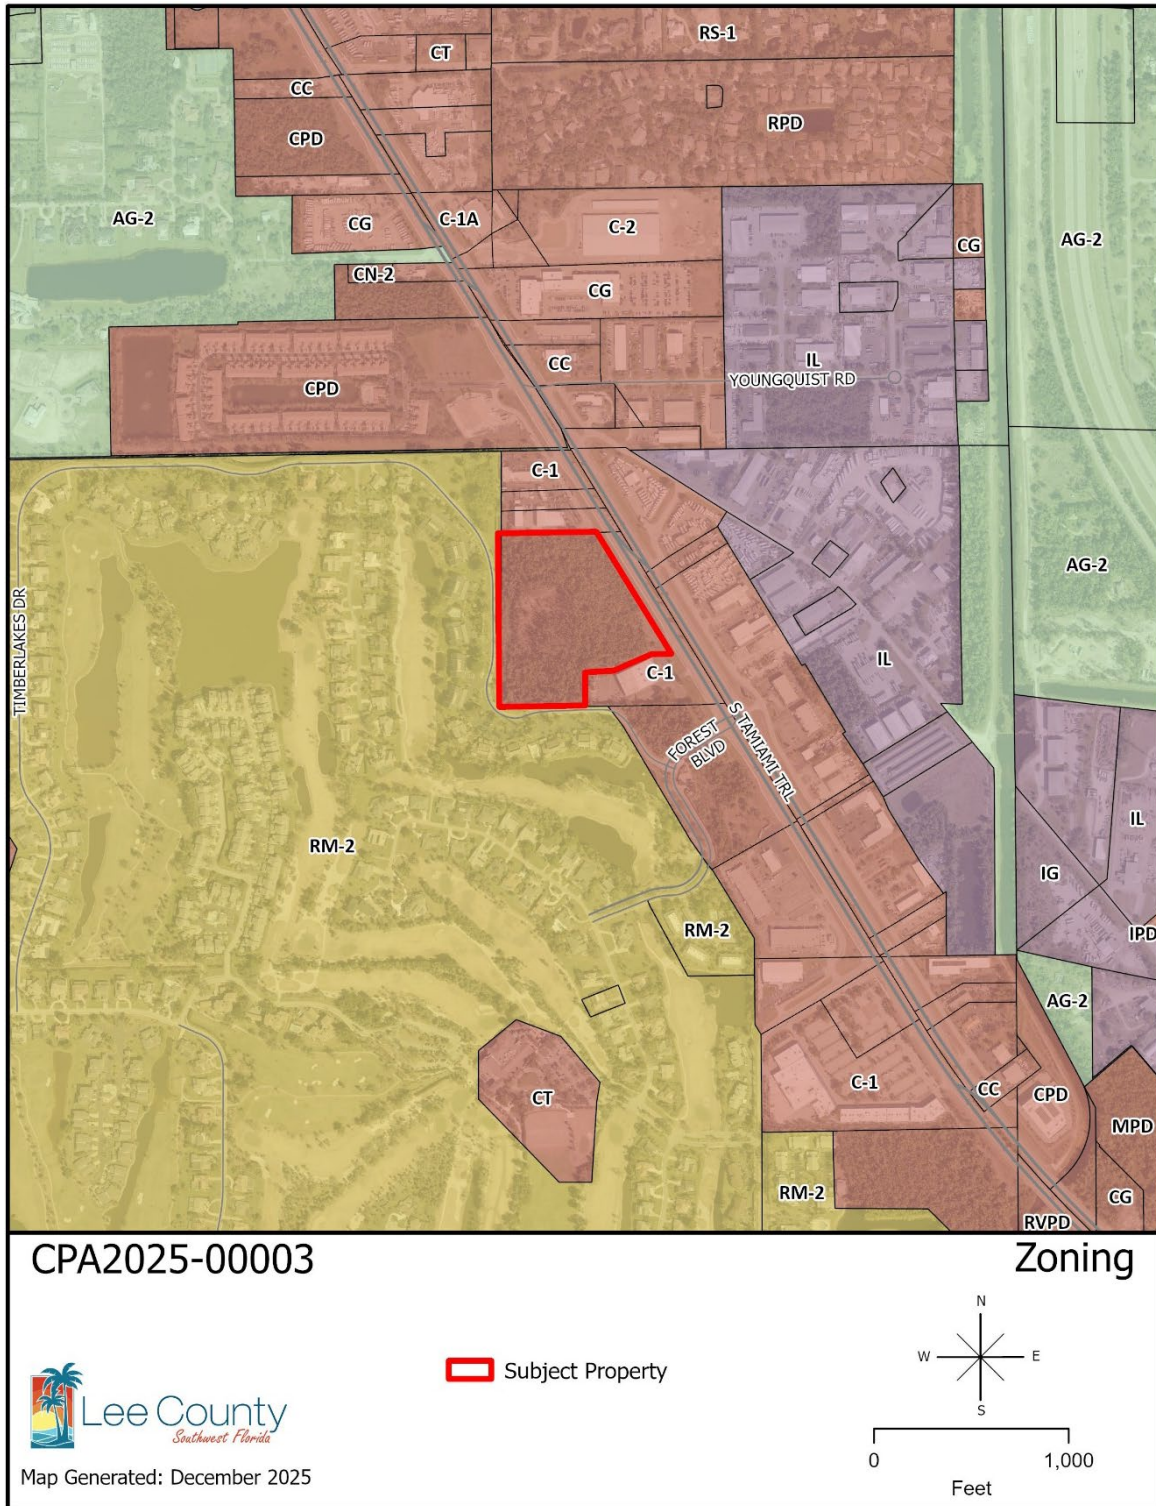 RS-1
CT
CC
RPD
CPD
AG-2
CG
C-1A
C-2
CG
AG-2
CN-2
CG
CC
IL
YOUNGQUIST RD
CPD
C-1
AG-2
TIMBERLAKES DR
IL
C-1
S TAMIAMI TRL
FOREST
BLVD
IL
RM-2
IG
RM-2
IPD
AG-2
C-1
CC
CPD
CT
MPD
RM-2
CG
RVPD
CPA2025-00003
Zoning
N
W
E
S
Subject Property
Lee County
Southwest Florida
0
1,000
Feet
Map Generated: December 2025
IL